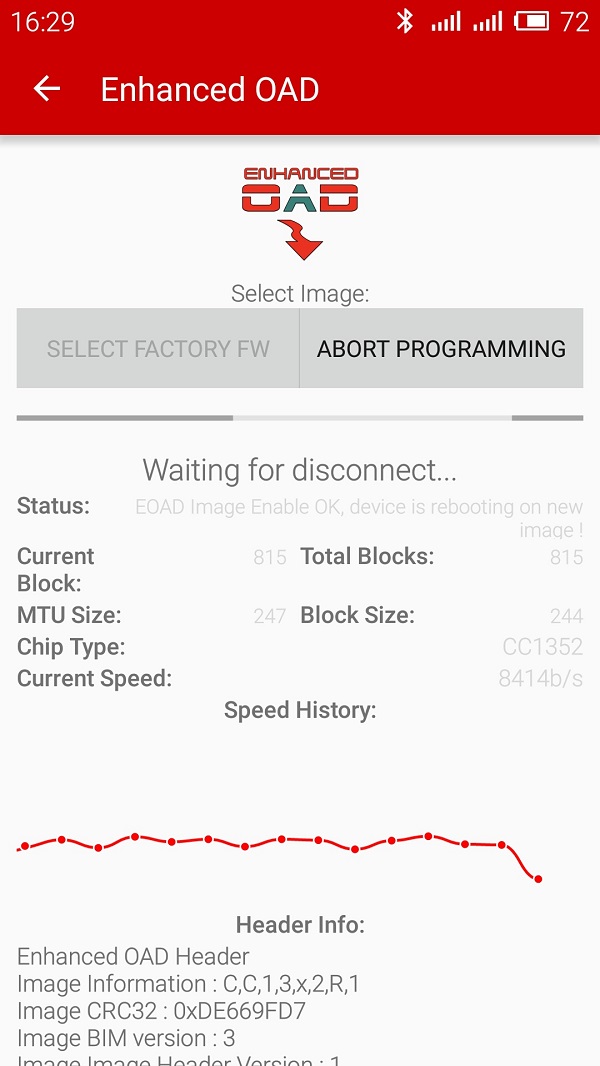 16:29 72
Enhanced OAD
ENHANCED
OAD
Select Image:
SELECT FACTORY FW ABORT PROGRAMMING
Waiting for disconnect...
Status: EOAD Image Enable OK, device is rebooting on new
image !
Current Block: 815 Total Blocks: 815
MTU Size: 247 Block Size: 244
Chip Type: CC1352
Current Speed: 8414b/s
Speed History:
Header Info:
Enhanced OAD Header
Image Information : C,C,1,3,x,2,R,1
Image CRC32 : 0xDE669FD7
Image BIM version : 3
Image Image Header Version : 1